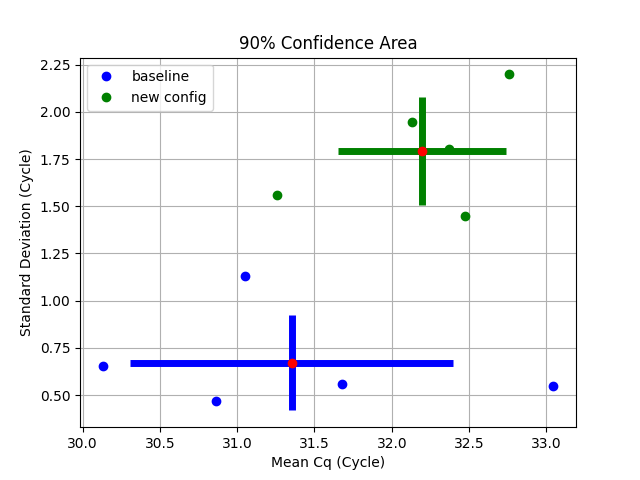 90% Confidence Area
baseline
new config
Standard Deviation (Cycle)
2.25
2.00
1.75
1.50
1.25
1.00
0.75
0.50
30.0 30.5 31.0 31.5 32.0 32.5 33.0
Mean Cq (Cycle)